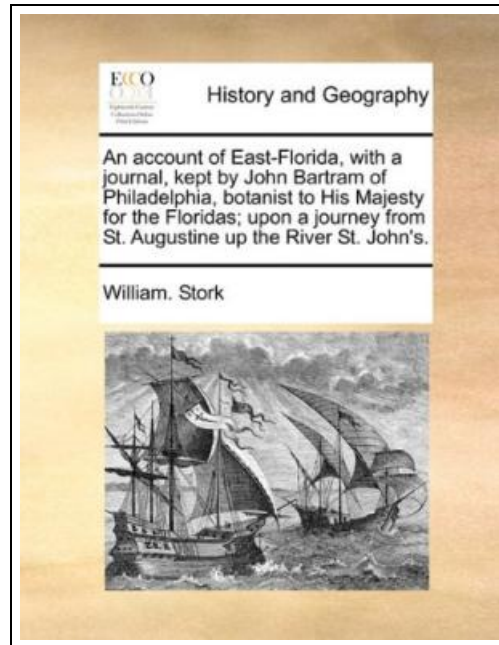 ECCO
History and Geography
An account of East-Florida, with a
journal, kept by John Bartram of
Philadelphia, botanist to His Majesty
for the Floridas; upon a journey from
St. Augustine up the River St. John's.
William. Stork